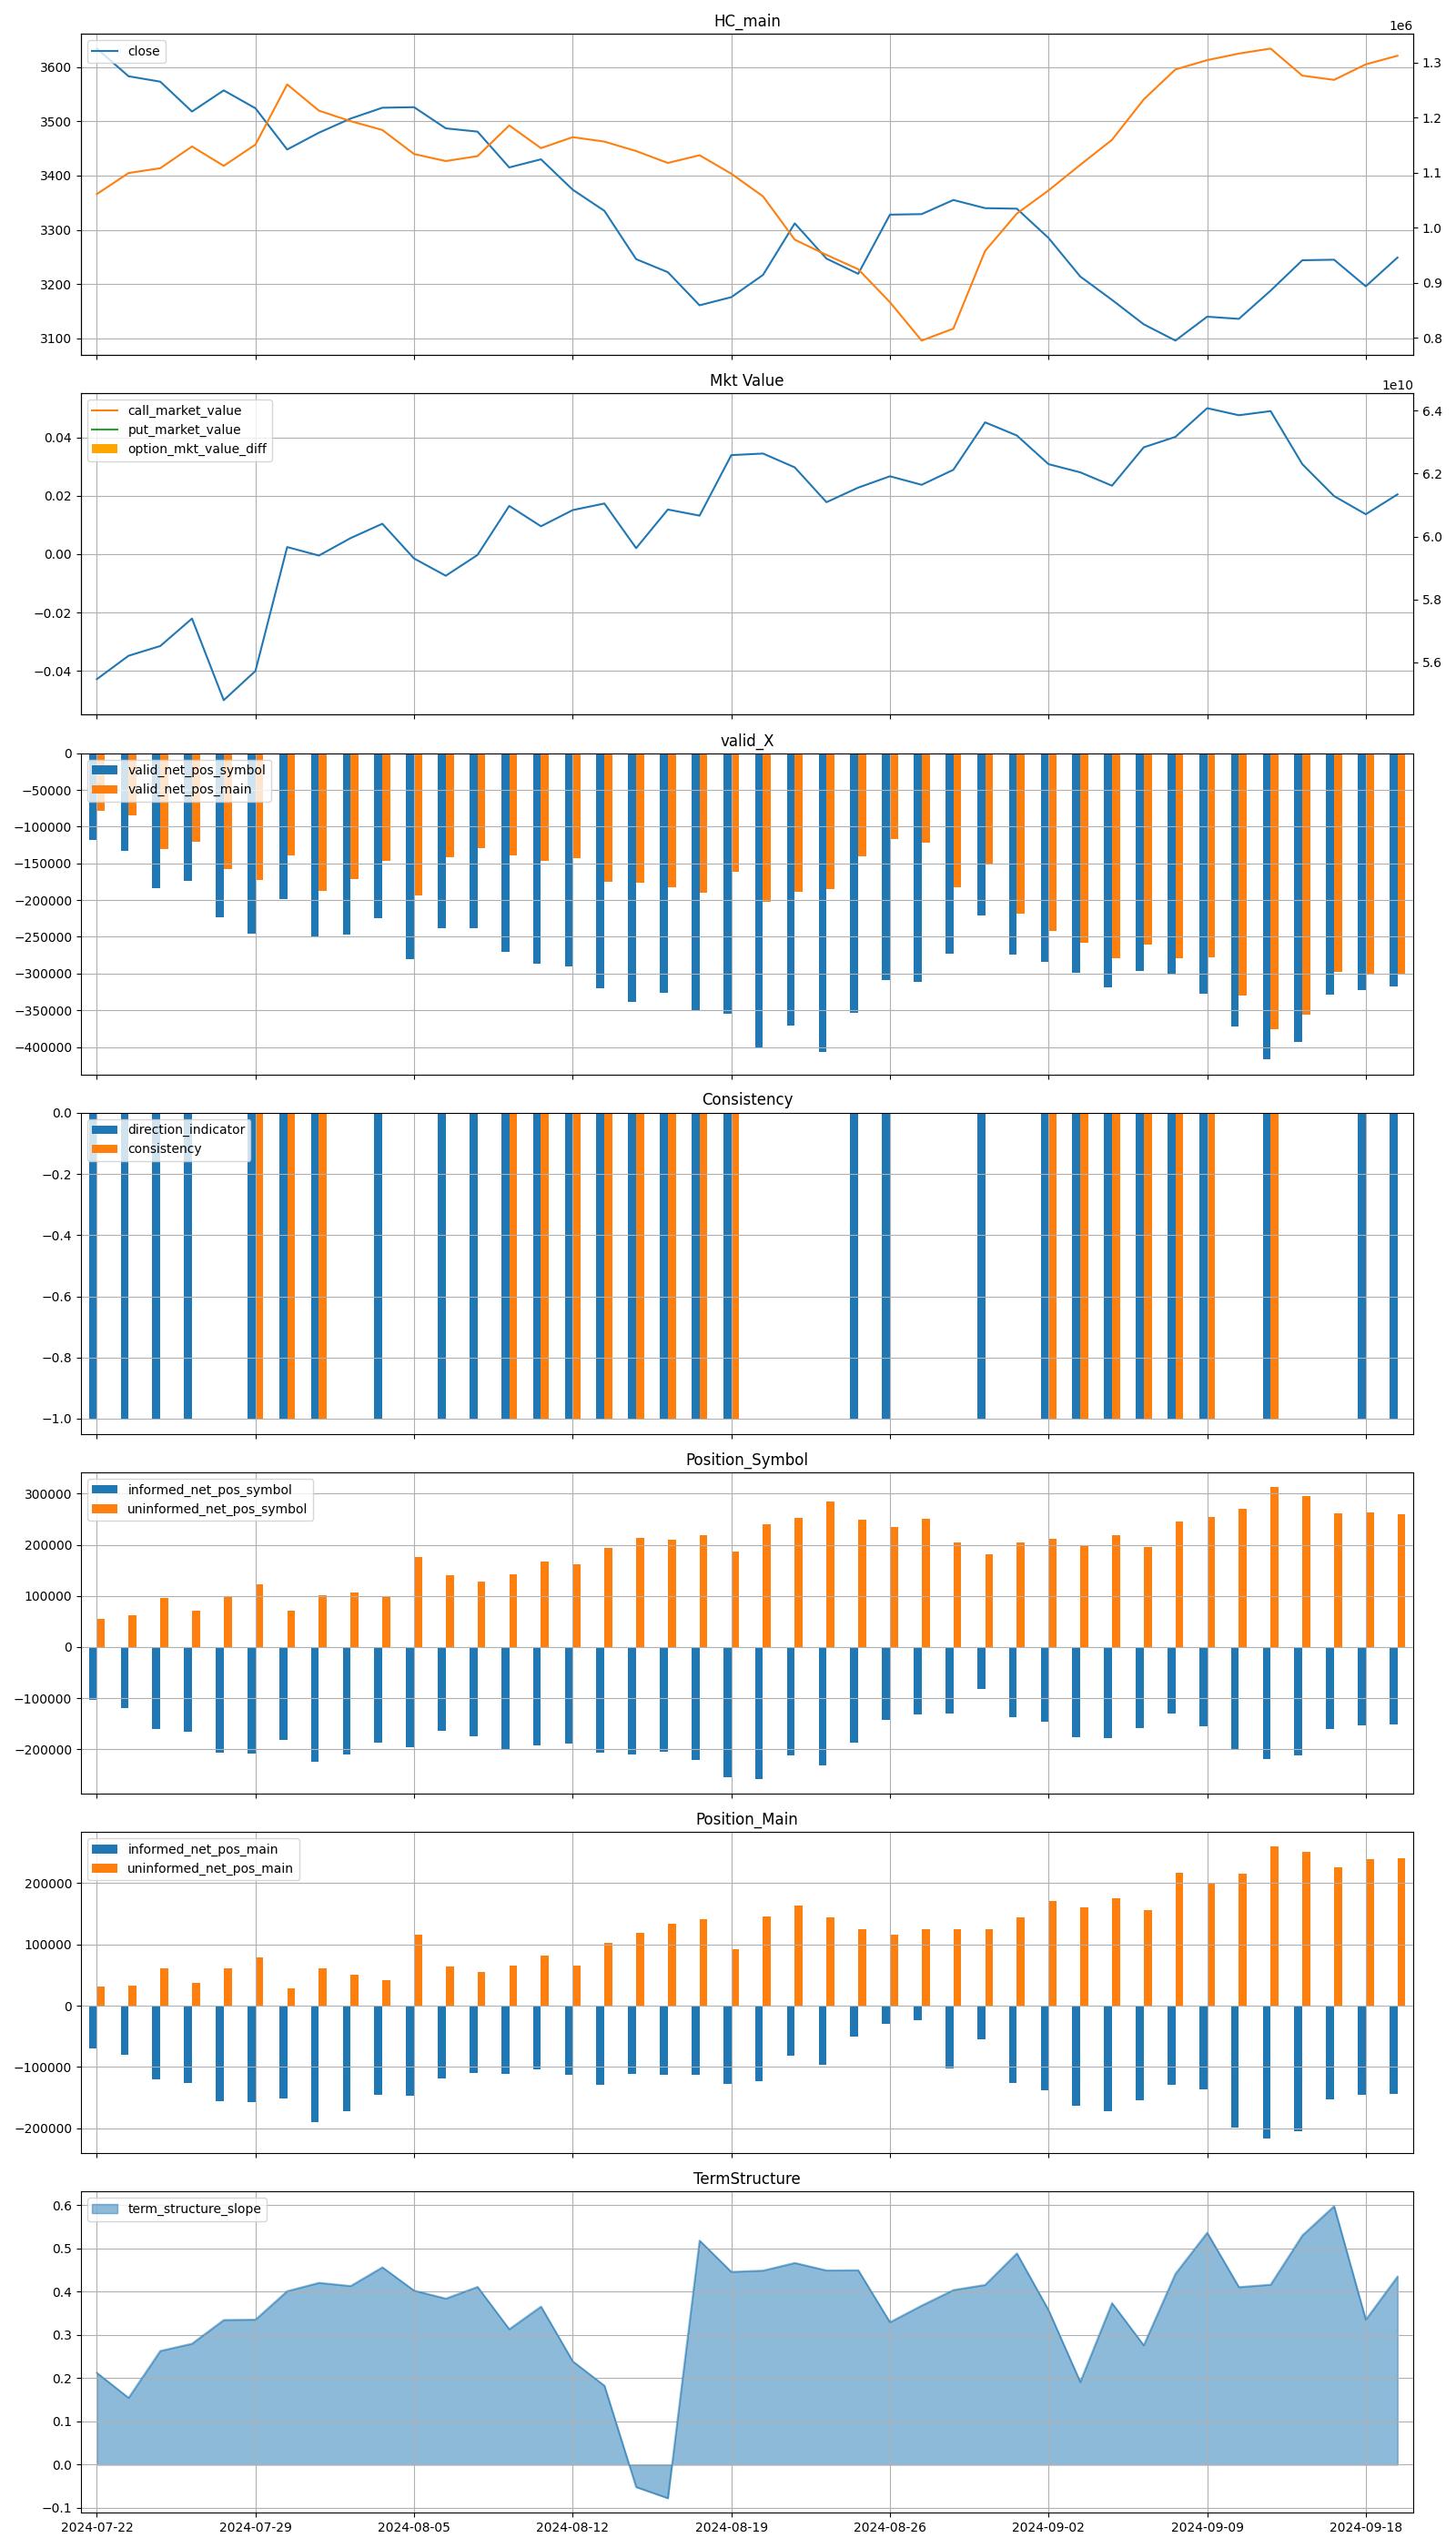 HC_main
1e6
close
3600
3500
3400
3300
3200
3100
1.3
1.2
1.1
1.0
0.9
0.8
Mkt Value
1e10
call_market_value
put_market_value
option_mkt_value_diff
0.04
0.02
0.00
−0.02
−0.04
6.4
6.2
6.0
5.8
5.6
valid_X
valid_net_pos_symbol
valid_net_pos_main
0
−50000
−100000
−150000
−200000
−250000
−300000
−350000
−400000
Consistency
direction_indicator
consistency
0.0
−0.2
−0.4
−0.6
−0.8
−1.0
Position_Symbol
informed_net_pos_symbol
uninformed_net_pos_symbol
300000
200000
100000
0
−100000
−200000
Position_Main
informed_net_pos_main
uninformed_net_pos_main
200000
100000
0
−100000
−200000
TermStructure
term_structure_slope
0.6
0.5
0.4
0.3
0.2
0.1
0.0
−0.1
2024-07-22
2024-07-29
2024-08-05
2024-08-12
2024-08-19
2024-08-26
2024-09-02
2024-09-09
2024-09-18